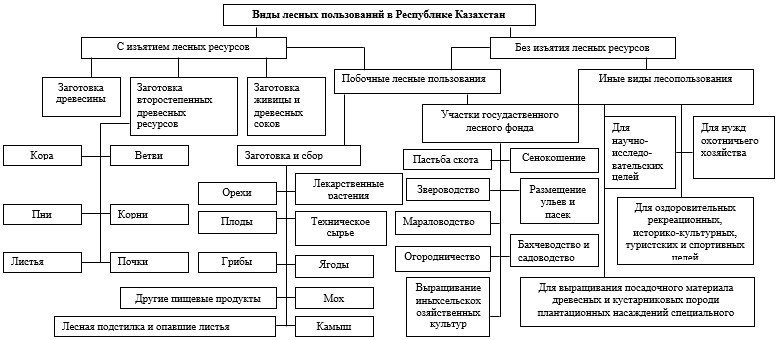 Виды лесных пользований в Республике Казахстан
С изъятием лесных ресурсов
Без изъятия лесных ресурсов
Заготовка
древесины
Заготовка
второстепенных
древесных
ресурсов
Заготовка
живицы и
древесных
соков
Побочные лесные пользования
Иные виды лесопользования
Участки государственного
лесного фонда
Для
научно-
исследо-
вательских
целей
Для нужд
охотничьего
хозяйства
Кора
Ветви
Заготовка и сбор
Пастьба скота
Сенокошение
Орехи
Лекарственные
растения
Звероводство
Размещение
ульев и
пасек
Пни
Корни
Плоды
Техническое
сырье
Мараловодство
Для оздоровительных
рекреационных,
историко-культурных,
туристских и спортивных
целей
Листья
Почки
Грибы
Ягоды
Огородничество
Бахчеводство и
садоводство
Другие пищевые продукты
Мох
Выращивание
иныхсельскох
озяйственных
культур
Для выращивания посадочного материала
древесных и кустарниковых породи
плантационных насаждений специального
Лесная подстилка и опавшие листья
Камыш